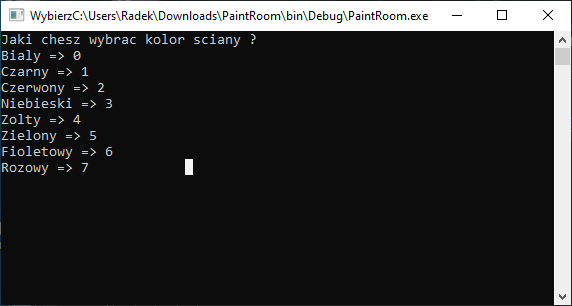 WybierzC:\Users\Radek\Downloads\PaintRoom\bin\Debug\PaintRoom.exe
Jaki chesz wybrac kolor sciany ?
Bialy => 0
Czarny => 1
Czerwony => 2
Niebieski => 3
Zolty => 4
Zielony => 5
Fioletowy => 6
Rozowy => 7